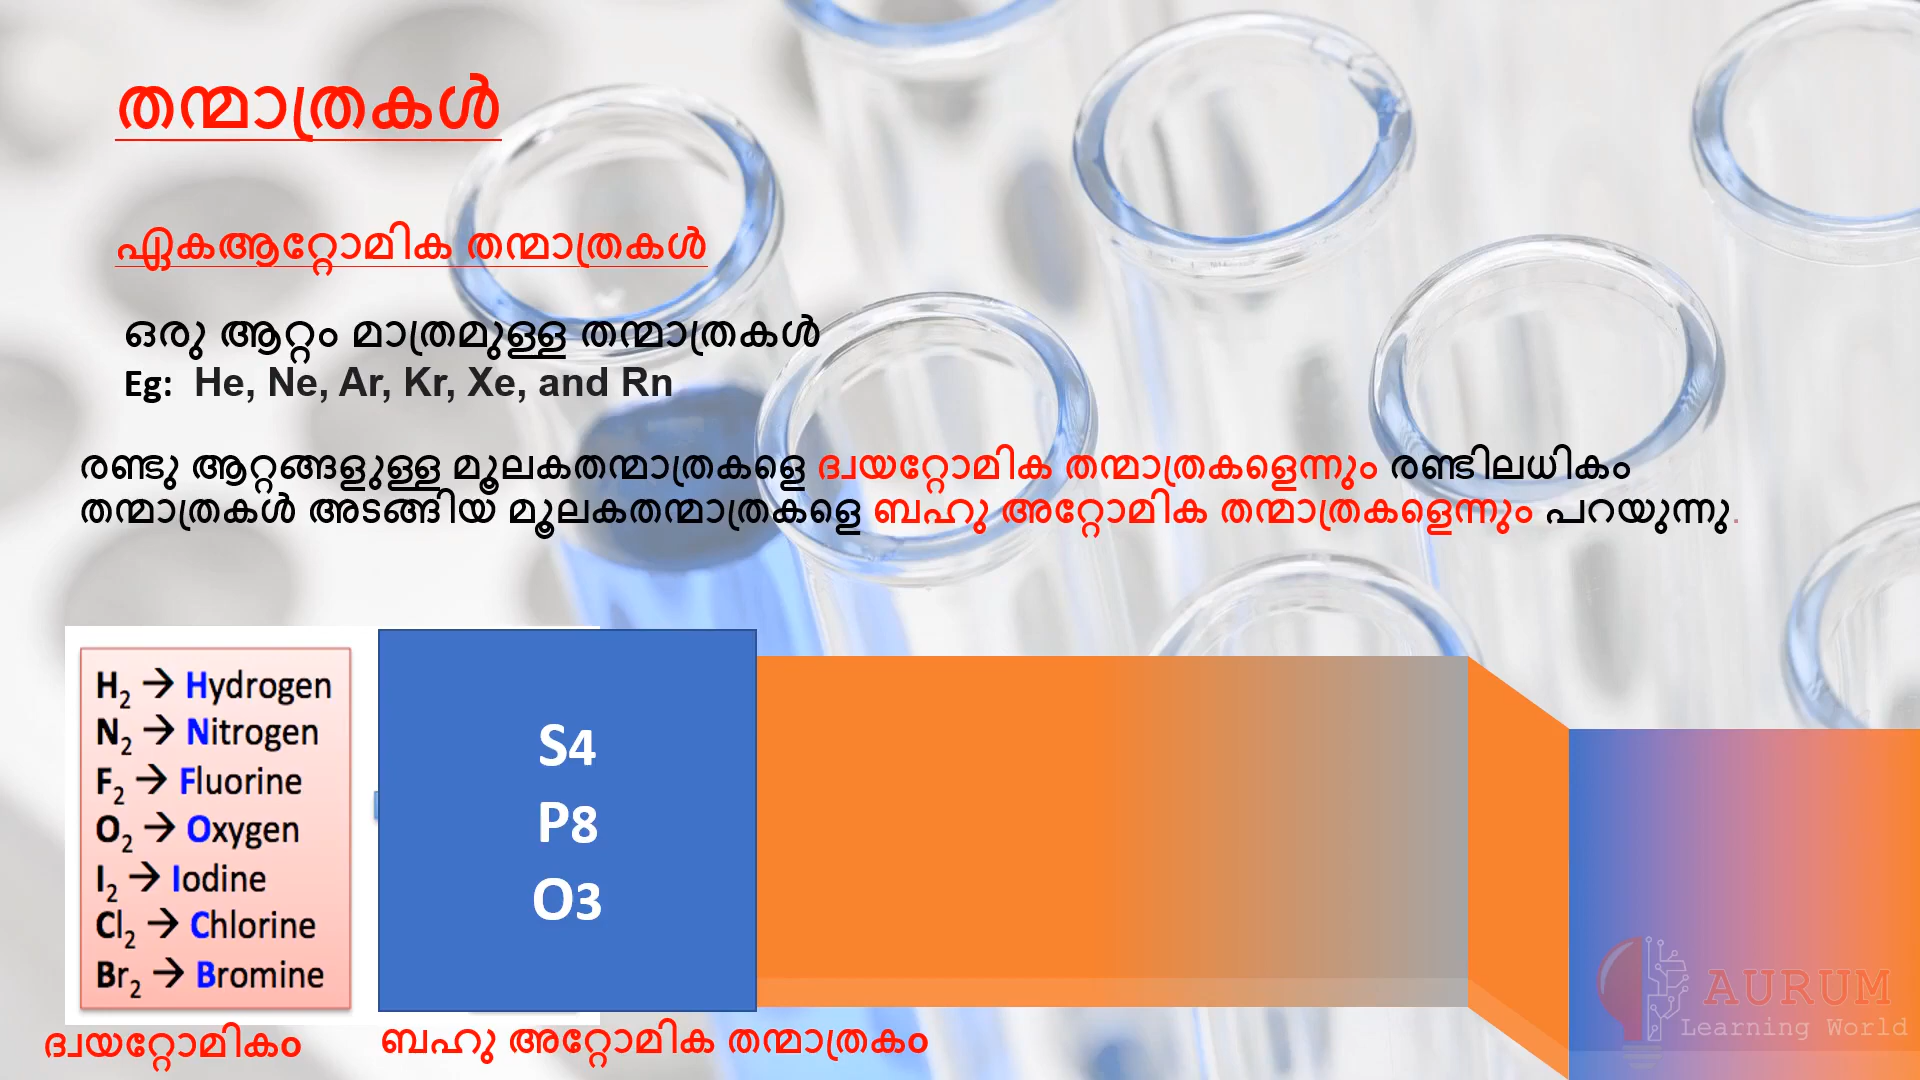 തന്മാത്രകൾ
ഏകആറ്റോമിക തന്മാത്രകൾ
ഒരു ആറ്റം മാത്രമുള്ള തന്മാത്രകൾ
Eg: He, Ne, Ar, Kr, Xe, and Rn
രണ്ടു ആറ്റങ്ങളുള്ള മൂലകതന്മാത്രകളെ ദ്വയറ്റോമിക തന്മാത്രകളെന്നും രണ്ടിലധികം
തന്മാത്രകൾ അടങ്ങിയ മൂലകതന്മാത്രകളെ ബഹു അറ്റോമിക തന്മാത്രകളെന്നും പറയുന്നു.
H₂ → Hydrogen
N₂ → Nitrogen
F₂ → Fluorine
O₂ → Oxygen
I₂ → Iodine
Cl₂ → Chlorine
Br₂ → Bromine
ദ്വയറ്റോമികം
S4
P8
O3
ബഹു അറ്റോമിക തന്മാത്രകം
AURUM
Learning World